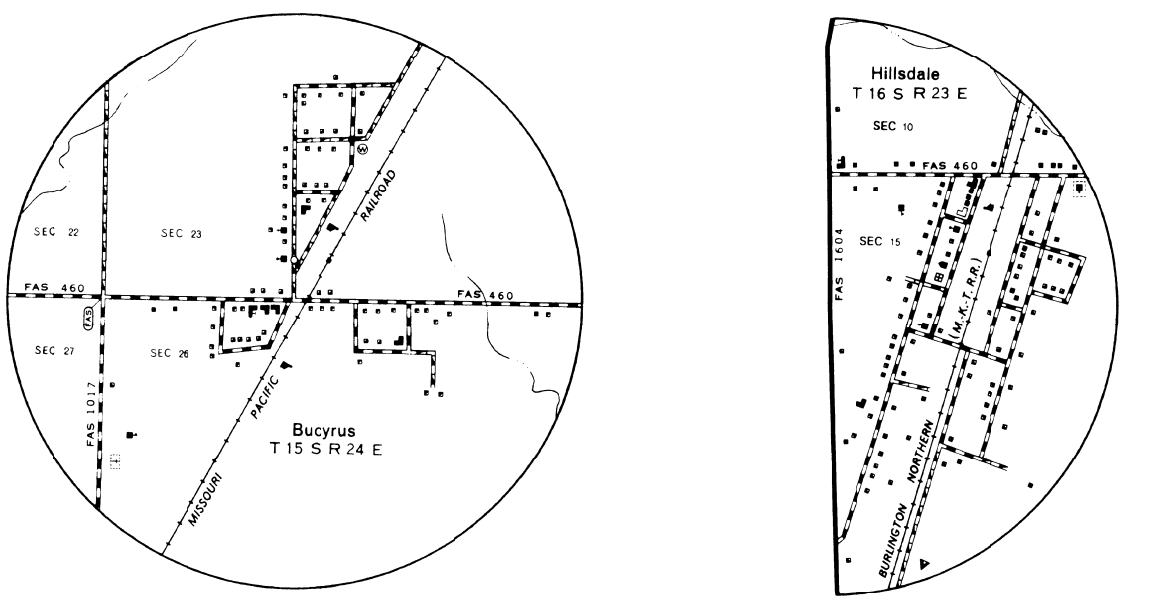 SEC 22
SEC 23
FAS 460
FAS 460
FAS
SEC 27
SEC 26
FAS 1017
RAILROAD
PACIFIC
MISSOURI
Bucyrus
T 15 S R 24 E
W
Hillsdale
T 16 S R 23 E
SEC 10
FAS 460
SEC 15
FAS 1604
(M.-K.-T. R.R.)
BURLINGTON NORTHERN